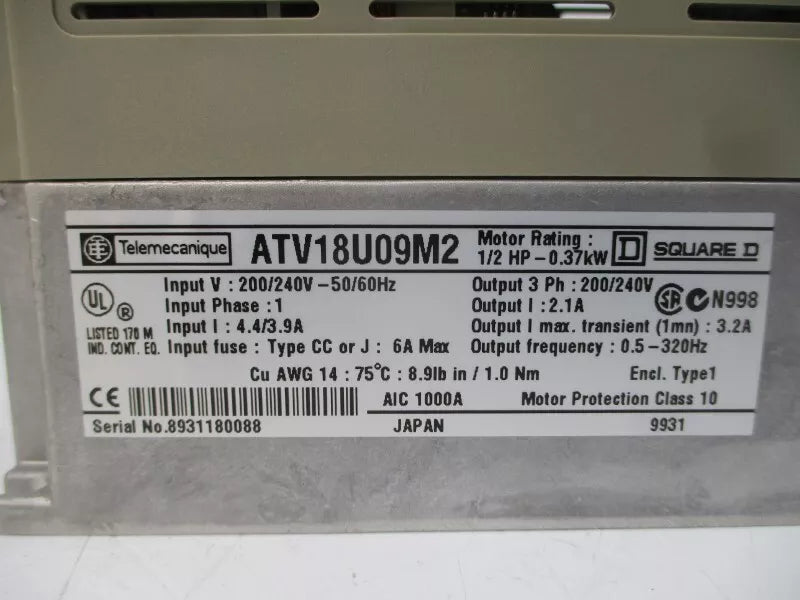 TE Telemecanique ATV18U09M2 Motor Rating : 1/2 HP - 0.37kW D SQUARE D
UL ® LISTED 170 M IND. CONT. EQ.
Input V : 200/240V - 50/60Hz Output 3 Ph : 200/240V
Input Phase : 1 Output I : 2.1A SA N998
Input I : 4.4/3.9A Output I max. transient (1mn) : 3.2A
Input fuse : Type CC or J : 6A Max Output frequency : 0.5-320Hz
Cu AWG 14 : 75°C : 8.9lb in / 1.0 Nm Encl. Type1
CE AIC 1000A Motor Protection Class 10
Serial No.8931180088 JAPAN 9931